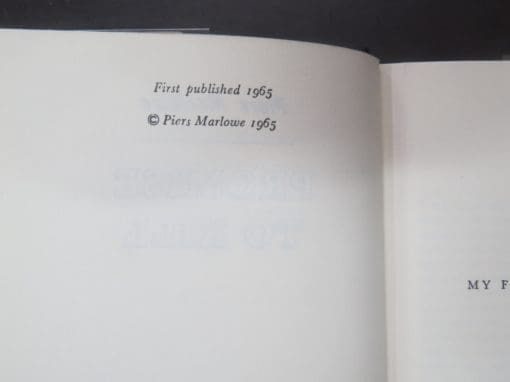 First published 1965
© Piers Marlowe 1965
MY F